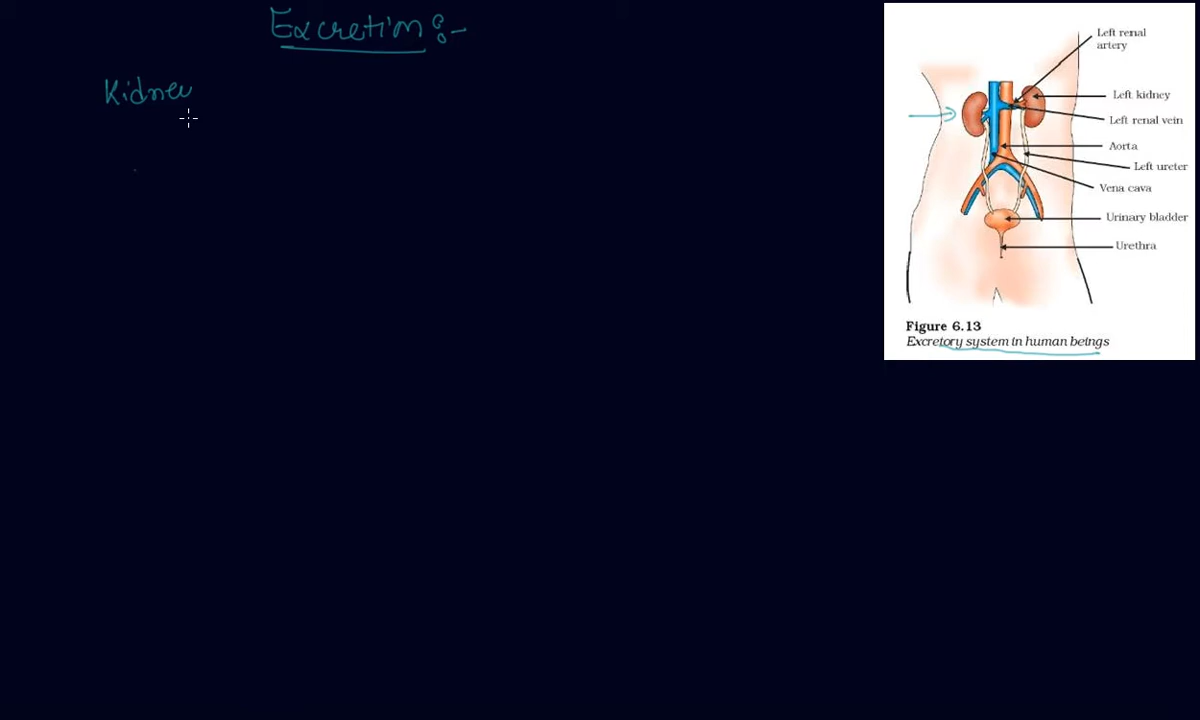 Excretion:-
Kidney
Left renal
artery
Left kidney
Left renal vein
Aorta
Left ureter
Vena cava
Urinary bladder
Urethra
Figure 6.13
Excretory system in human beings